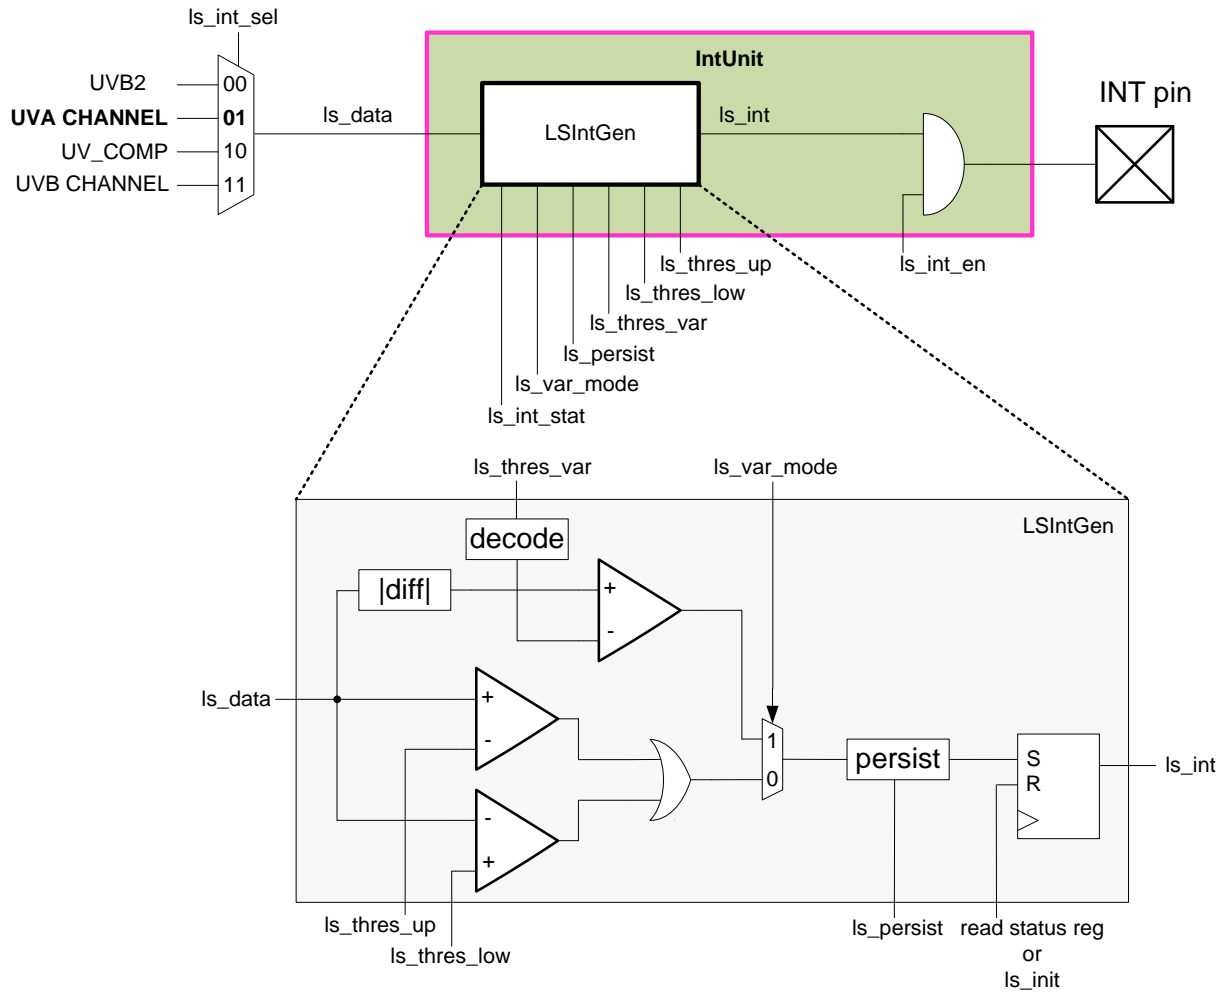 ls_int_sel
UVB2 00
UVA CHANNEL 01
UV_COMP 10
UVB CHANNEL 11
ls_data
IntUnit
LSIntGen
ls_int
INT pin
ls_int_en
ls_thres_up
ls_thres_low
ls_thres_var
ls_persist
ls_var_mode
ls_int_stat
ls_thres_var
ls_var_mode
LSIntGen
decode
|diff|
+
-
ls_data
+
-
1
0
persist
S
R
ls_int
-
+
ls_thres_up
ls_thres_low
ls_persist
read status reg
or
ls_init